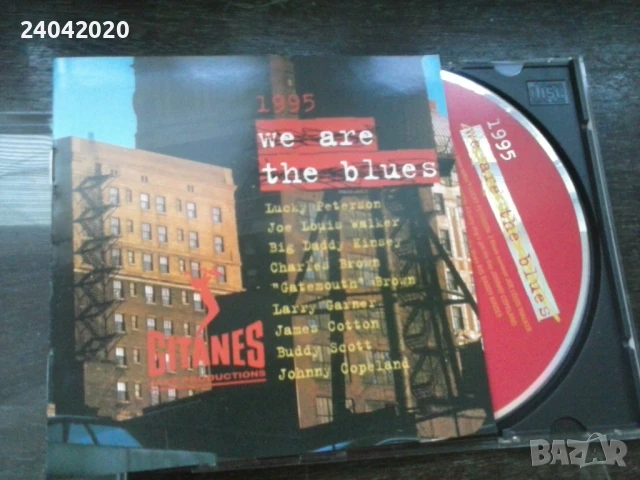 24042020
1995
we are
the blues
Lucky Peterson
Joe Louis Walker
Big Daddy Kinsey
Charles Brown
"Gatemouth" Brown
Larry Garner
James Cotton
Buddy Scott
Johnny Copeland
GITANES
PRODUCTIONS
1995
we are the blues
BAZAR